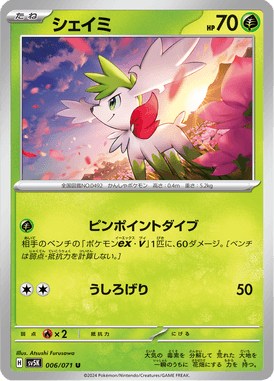 たね シェイミ HP70
全国図鑑NO.0492 かんしゃポケモン 高さ:0.4m 重さ:5.2kg
ピンポイントダイブ
相手のベンチの「ポケモンex・V」1匹に、60ダメージ。[ベンチ
は弱点・抵抗力を計算しない。]
うしろげり 50
弱点 ×2 抵抗力 にげる
Illus. Atsushi Furusawa
H SV5K 006/071 U
大気の 毒素を 分解して 荒れた
大地を 一瞬の うちに 花畑に
©2024 Pokémon/Nintendo/Creatures/GAME FREAK.